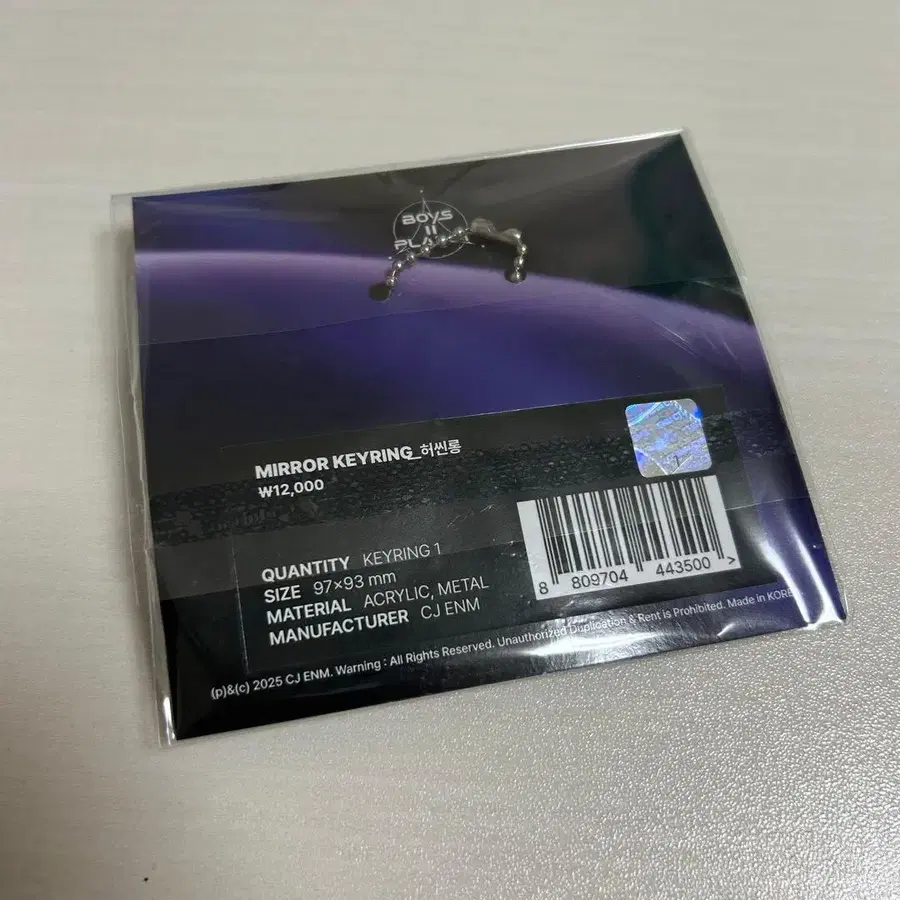 BOYS
II
PLA
MIRROR KEYRING_허씬롱
₩12,000
QUANTITY KEYRING 1
SIZE 97×93 mm
MATERIAL ACRYLIC, METAL
MANUFACTURER CJ ENM
8 809704 443500 >
(p)&(c) 2025 CJ ENM. Warning : All Rights Reserved. Unauthorized Duplication & Rent is Prohibited. Made in KORE